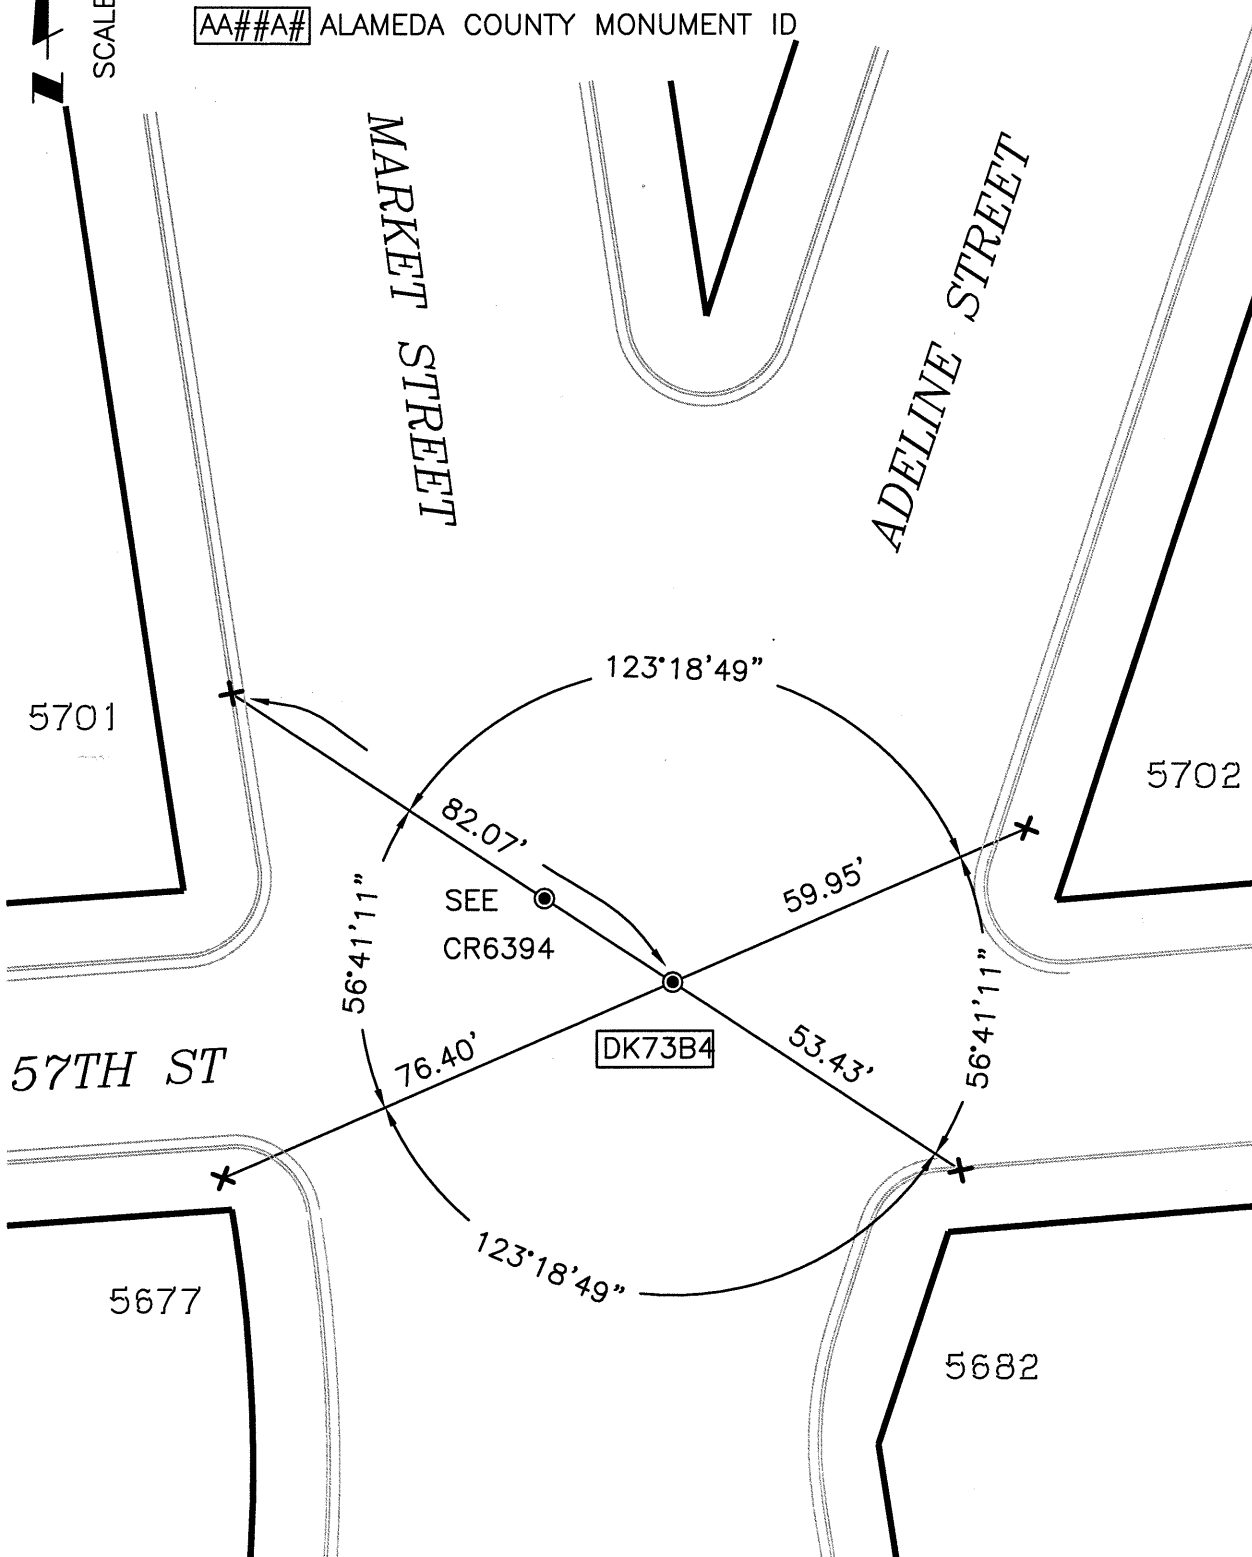 SCALE
AA##A# ALAMEDA COUNTY MONUMENT ID
MARKET STREET
ADELINE STREET
123°18'49"
5701
5702
82.07'
59.95'
SEE
CR6394
56°41'11"
56°41'11"
DK73B4
76.40'
53.43'
57TH ST
123°18'49"
5677
5682